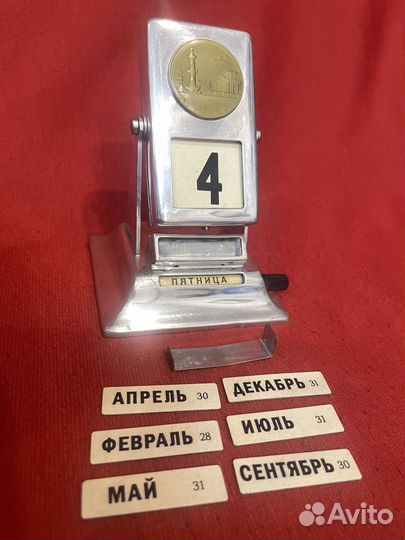 4
ПЯТНИЦА
АПРЕЛЬ 30
ДЕКАБРЬ 31
ФЕВРАЛЬ 28
ИЮЛЬ 31
МАЙ 31
СЕНТЯБРЬ 30
Avito